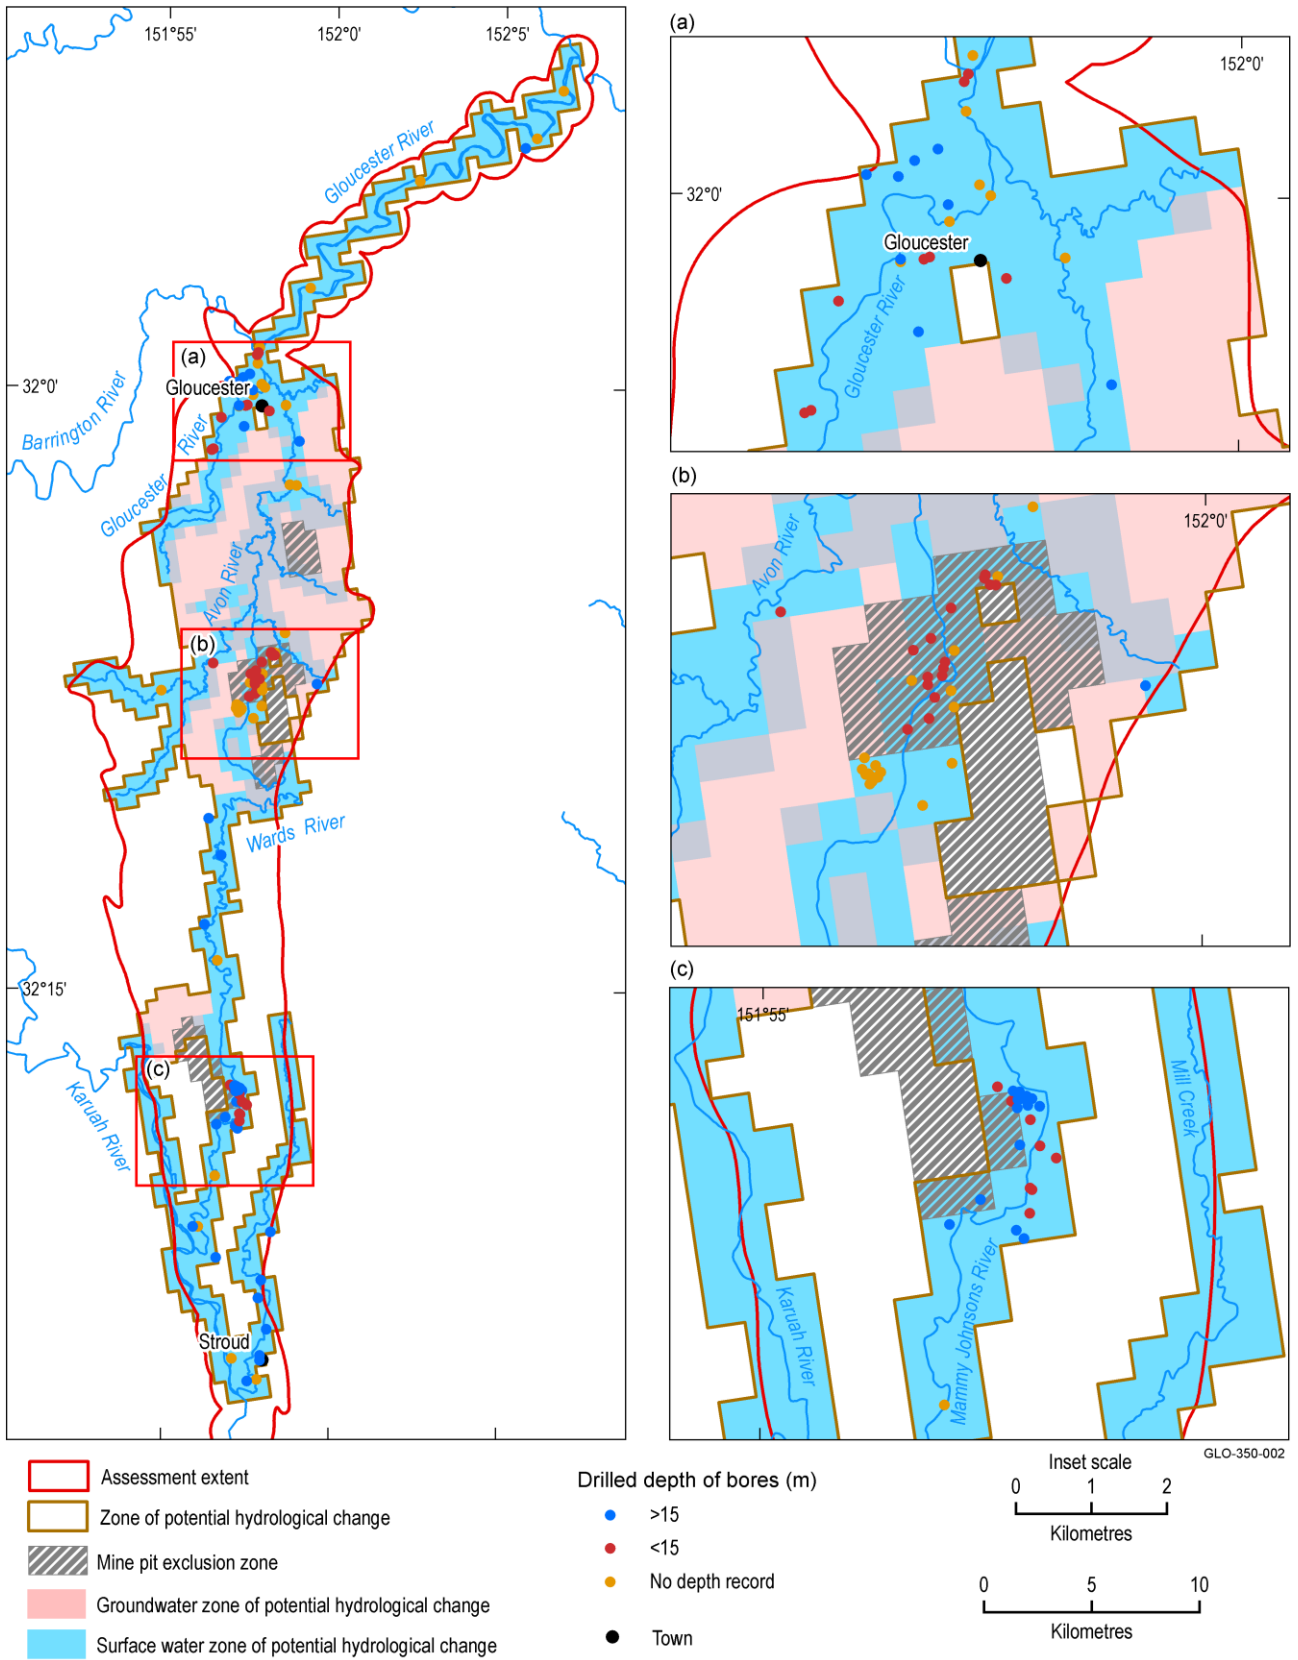 151°55'
152°0'
152°5'
Gloucester River
32°0'
(a)
Gloucester
Barrington River
Gloucester River
Avon River
(b)
Wards River
32°15'
(c)
Karuah River
Stroud
(a)
152°0'
32°0'
Gloucester
Gloucester River
(b)
152°0'
Avon River
(c)
151°55'
Mill Creek
Karuah River
Mammy Johnsons River
GLO-350-002
Assessment extent
Zone of potential hydrological change
Mine pit exclusion zone
Groundwater zone of potential hydrological change
Surface water zone of potential hydrological change
Drilled depth of bores (m)
>15
<15
No depth record
Town
Inset scale
0 1 2
Kilometres
0 5 10
Kilometres